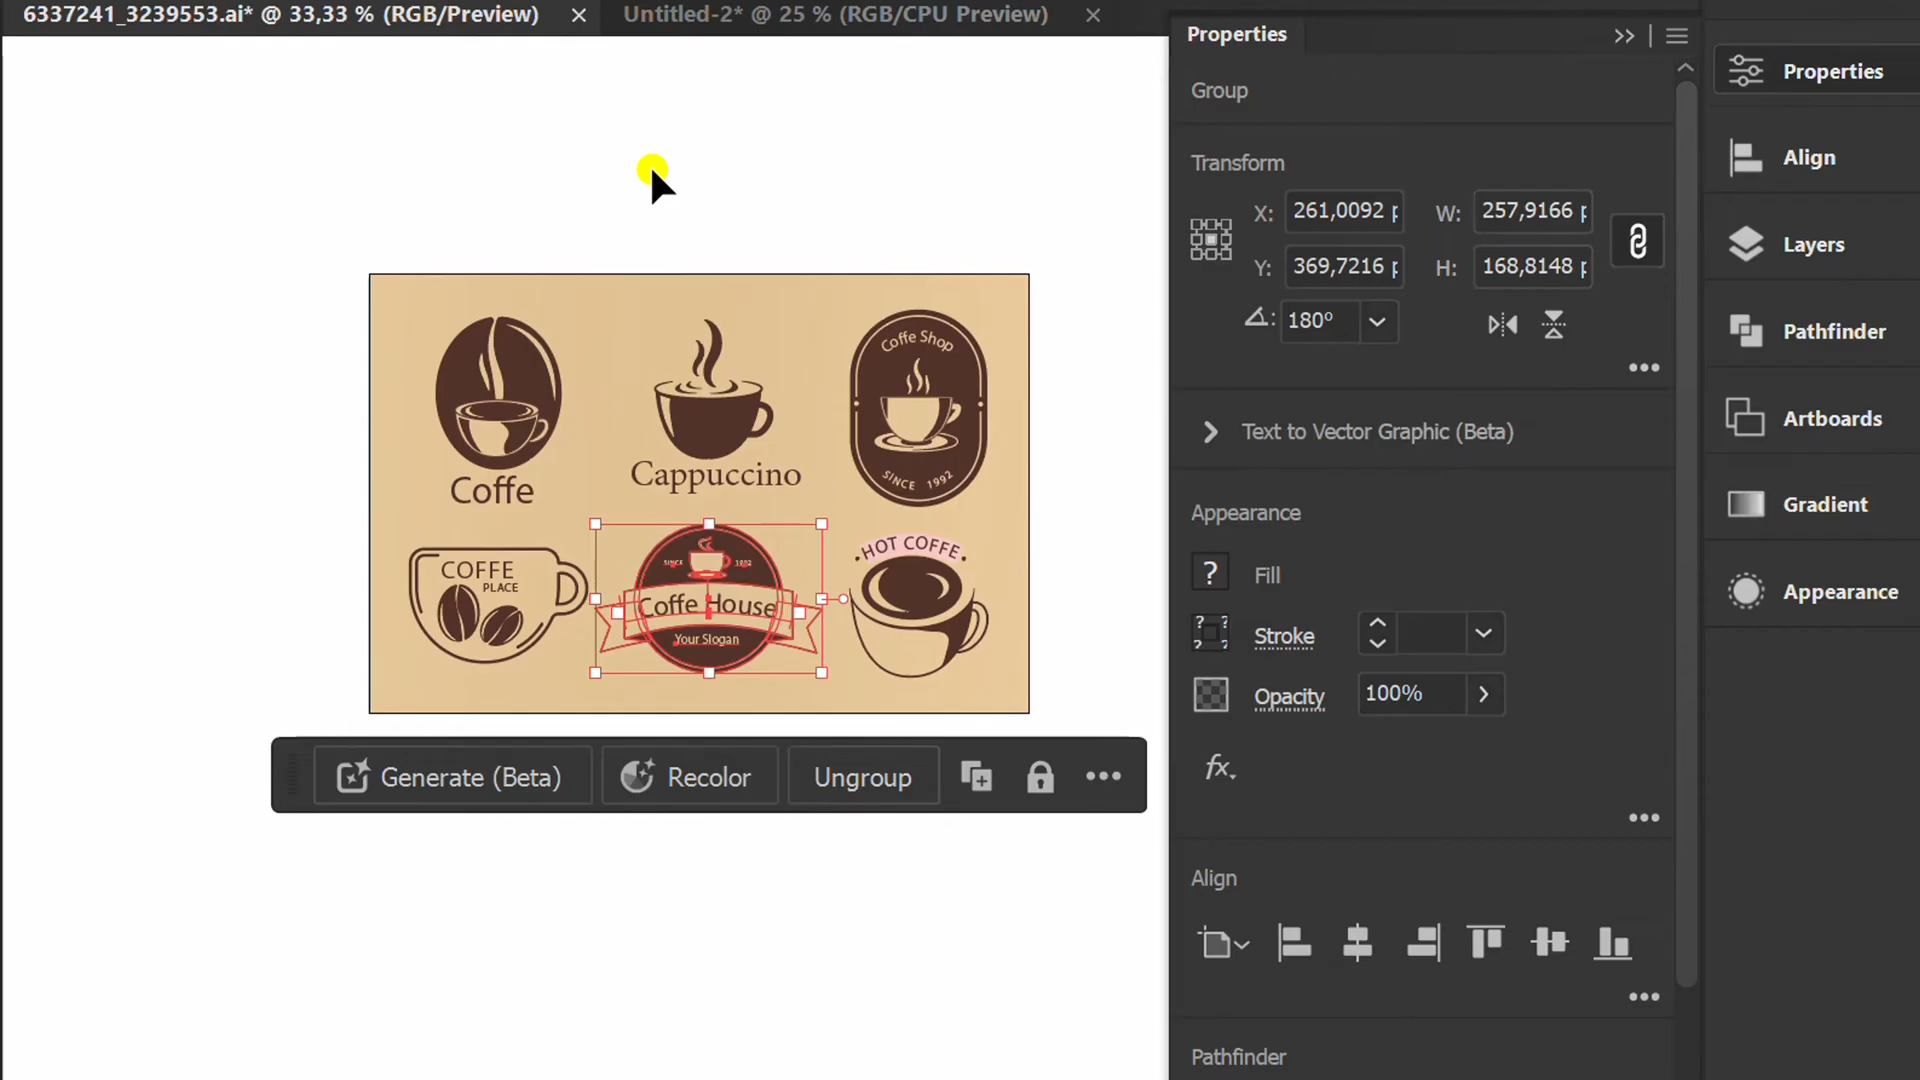 6337241_3239553.ai* @ 33,33 % (RGB/Preview)
Untitled-2* @ 25 % (RGB/CPU Preview)
Properties
Group
Transform
X: 261,0092 p W: 257,9166 p
Y: 369,7216 p H: 168,8148 p
180°
Text to Vector Graphic (Beta)
Appearance
? Fill
Stroke
Opacity 100%
fx
Align
Pathfinder
Properties
Align
Layers
Pathfinder
Artboards
Gradient
Appearance
Coffe
Cappuccino
Coffe Shop
SINCE 1992
COFFE
PLACE
SINCE 1992
Coffe House
Your Slogan
HOT COFFE
Generate (Beta) Recolor Ungroup